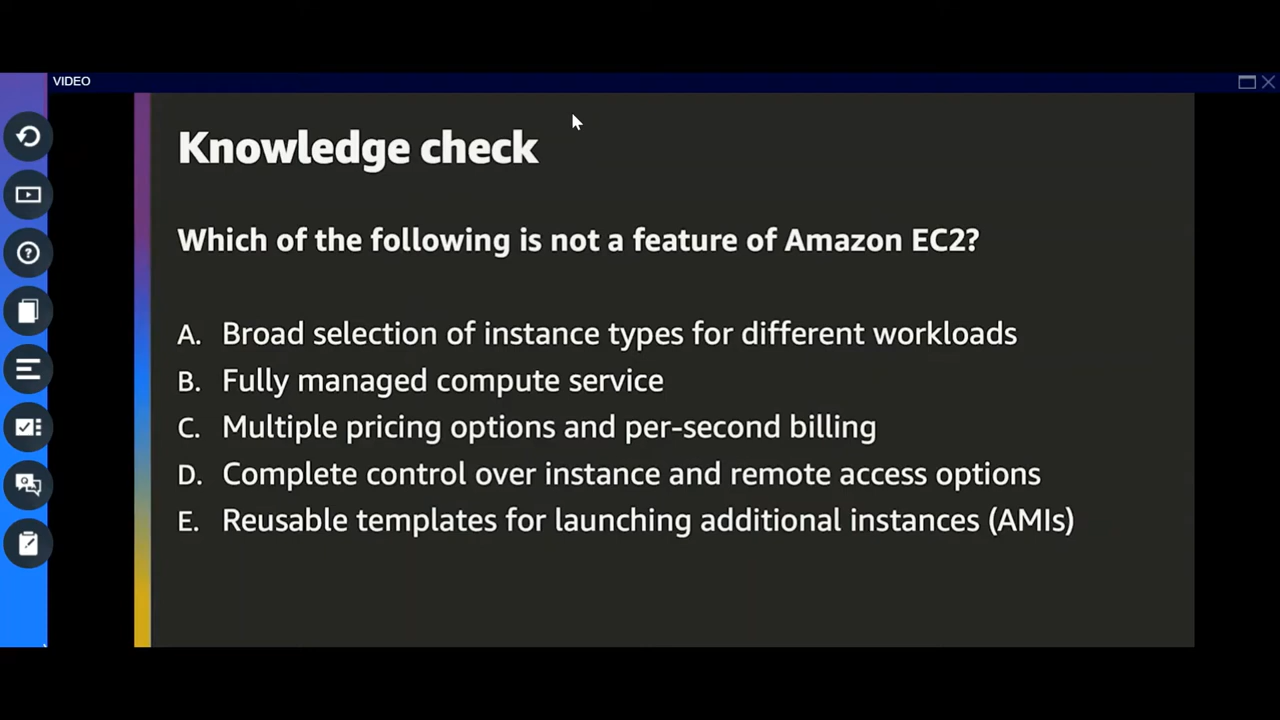 VIDEO
Knowledge check
Which of the following is not a feature of Amazon EC2?
A. Broad selection of instance types for different workloads
B. Fully managed compute service
C. Multiple pricing options and per-second billing
D. Complete control over instance and remote access options
E. Reusable templates for launching additional instances (AMIs)